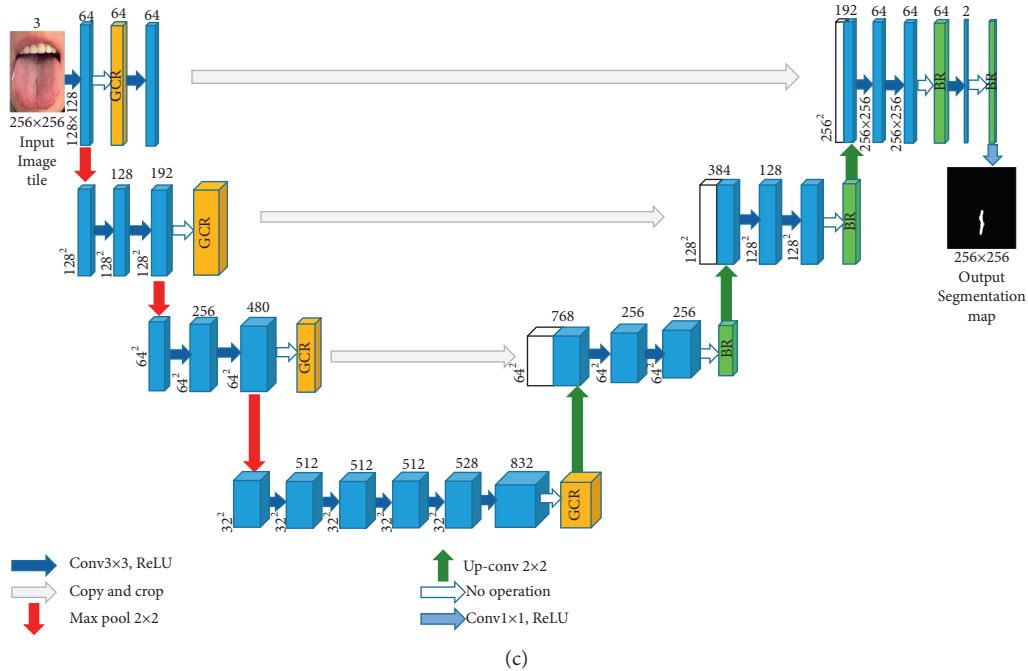 3
64
64
64
GCR
128×128
256×256
Input
Image
tile
192
64
64
64
2
BR
BR
256²
256×256
256×256
256×256
Output
Segmentation
map
128
192
GCR
128²
128²
128²
384
128
BR
128²
128²
128²
256
480
GCR
64²
64²
64²
768
256
256
BR
64²
64²
64²
512
512
512
528
832
GCR
32²
32²
32²
32²
32²
Conv3×3, ReLU
Copy and crop
Max pool 2×2
Up-conv 2×2
No operation
Conv1×1, ReLU
(c)